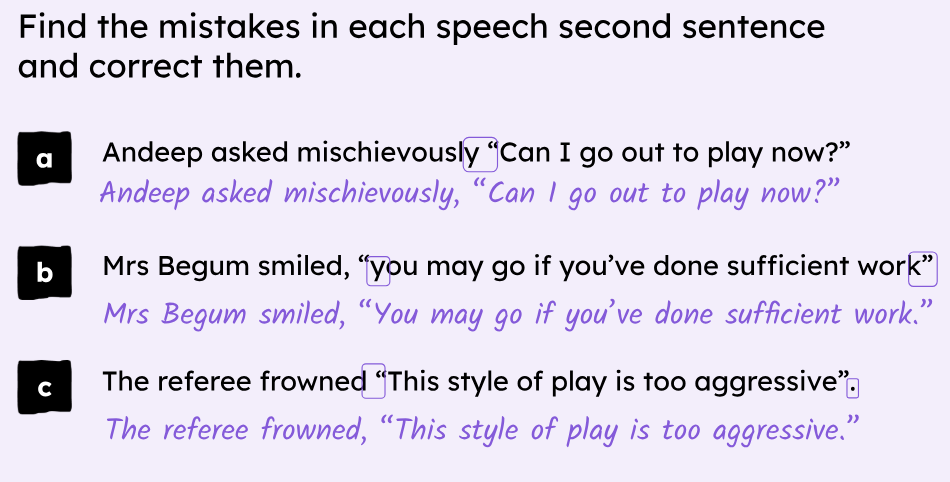 Find the mistakes in each speech second sentence
and correct them.
a
Andeep asked mischievously “Can I go out to play now?”
Andeep asked mischievously, “Can I go out to play now?”
b
Mrs Begum smiled, “you may go if you’ve done sufficient work”
Mrs Begum smiled, “You may go if you’ve done sufficient work.”
c
The referee frowned “This style of play is too aggressive”.
The referee frowned, “This style of play is too aggressive.”